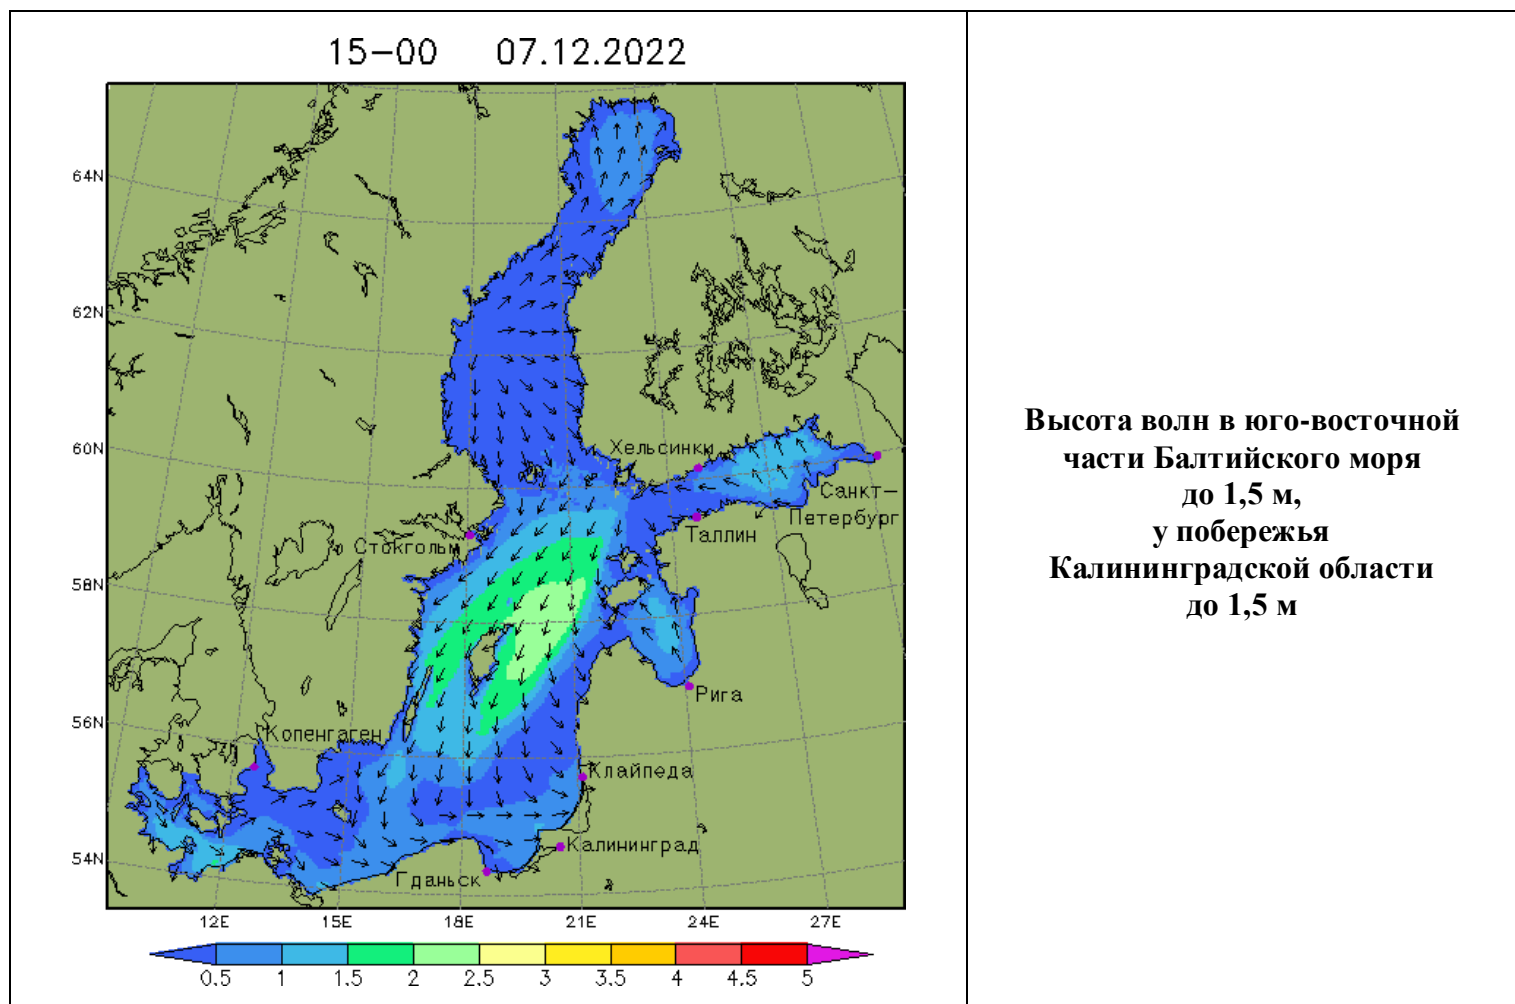 15-00 07.12.2022
64N
62N
60N
58N
56N
54N
Хельсинки
Санкт-
Петербург
Таллин
Стокгольм
Рига
Копенгаген
Клайпеда
Калининград
Гданьск
12E 15E 18E 21E 24E 27E
0.5 1 1.5 2 2.5 3 3.5 4 4.5 5
Высота волн в юго-восточной
части Балтийского моря
до 1,5 м,
у побережья
Калининградской области
до 1,5 м